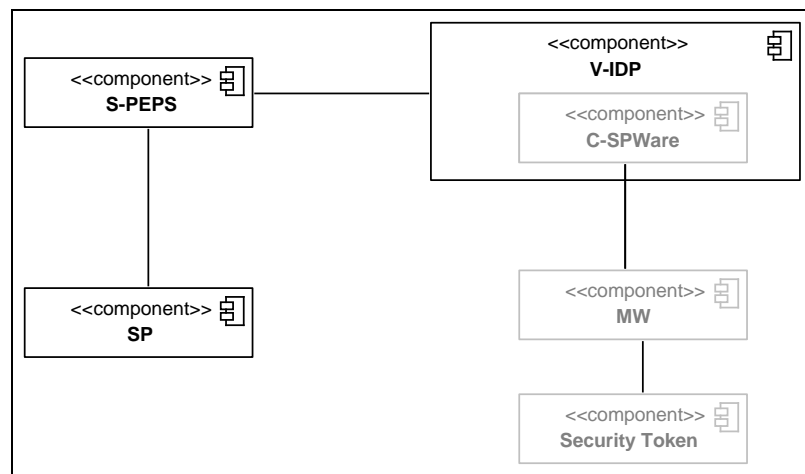 <<component>>
S-PEPS
<<component>>
V-IDP
<<component>>
C-SPWare
<<component>>
SP
<<component>>
MW
<<component>>
Security Token